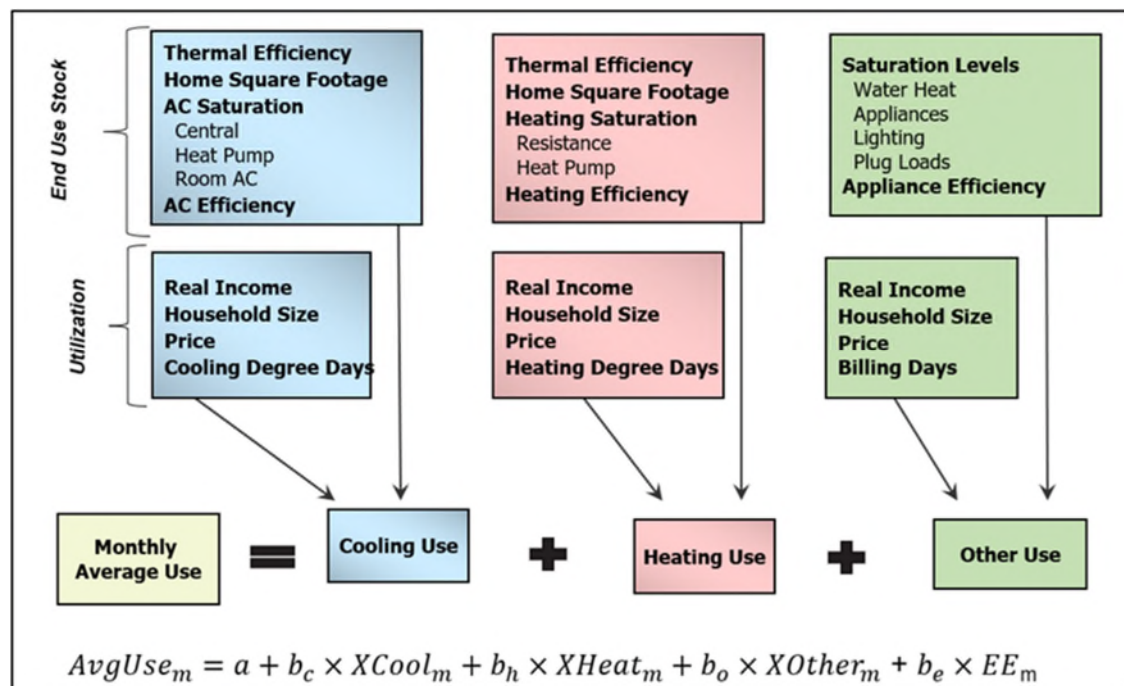 End Use Stock
Thermal Efficiency
Home Square Footage
AC Saturation
Central
Heat Pump
Room AC
AC Efficiency
Thermal Efficiency
Home Square Footage
Heating Saturation
Resistance
Heat Pump
Heating Efficiency
Saturation Levels
Water Heat
Appliances
Lighting
Plug Loads
Appliance Efficiency
Utilization
Real Income
Household Size
Price
Cooling Degree Days
Real Income
Household Size
Price
Heating Degree Days
Real Income
Household Size
Price
Billing Days
Monthly
Average Use
=
Cooling Use
+
Heating Use
+
Other Use
AvgUse_m = a + b_c × XCool_m + b_h × XHeat_m + b_o × XOther_m + b_e × EE_m